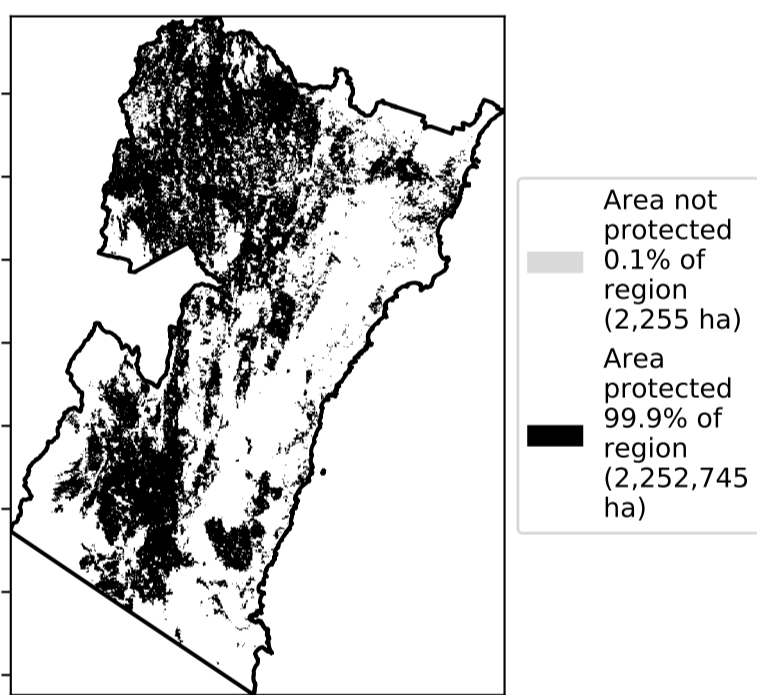 Area not
protected
0.1% of
region
(2,255 ha)
Area
protected
99.9% of
region
(2,252,745
ha)